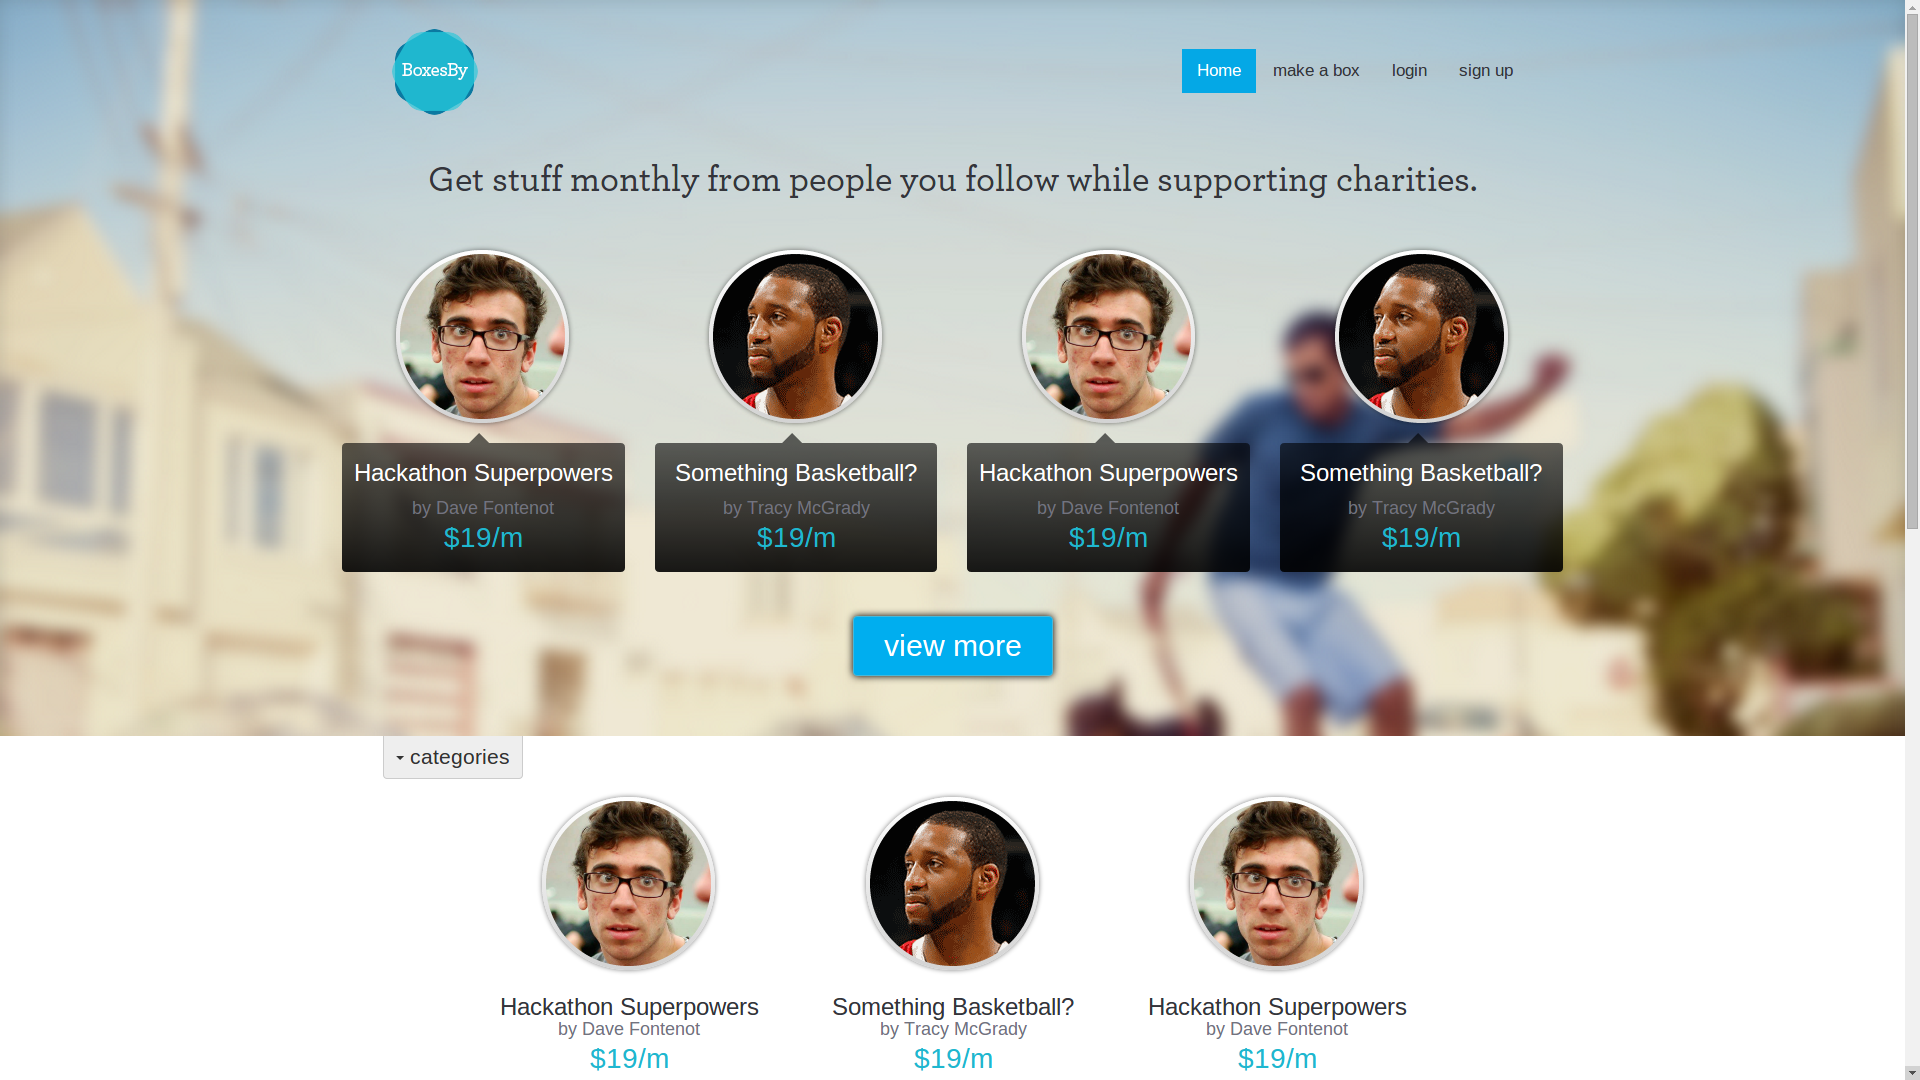 BoxesBy
Home make a box login sign up
Get stuff monthly from people you follow while supporting charities.
Hackathon Superpowers
by Dave Fontenot
$19/m
Something Basketball?
by Tracy McGrady
$19/m
Hackathon Superpowers
by Dave Fontenot
$19/m
Something Basketball?
by Tracy McGrady
$19/m
view more
categories
Hackathon Superpowers
by Dave Fontenot
$19/m
Something Basketball?
by Tracy McGrady
$19/m
Hackathon Superpowers
by Dave Fontenot
$19/m